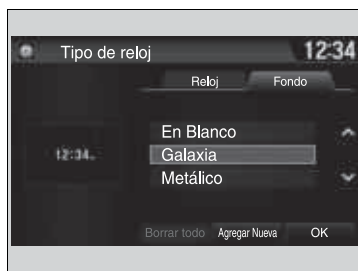 Tipo de reloj 12:34
Reloj Fondo
En Blanco
12:34
Galaxia
Metálico
Borrar todo Agregar Nueva OK